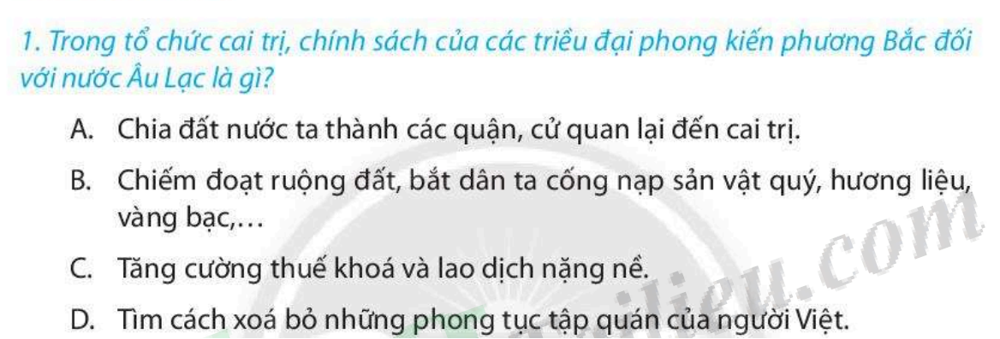 1. Trong tổ chức cai trị, chính sách của các triều đại phong kiến phương Bắc đối
với nước Âu Lạc là gì?
A. Chia đất nước ta thành các quận, cử quan lại đến cai trị.
B. Chiếm đoạt ruộng đất, bắt dân ta cống nạp sản vật quý, hương liệu,
vàng bạc,...
C. Tăng cường thuế khoá và lao dịch nặng nề.
D. Tìm cách xoá bỏ những phong tục tập quán của người Việt.